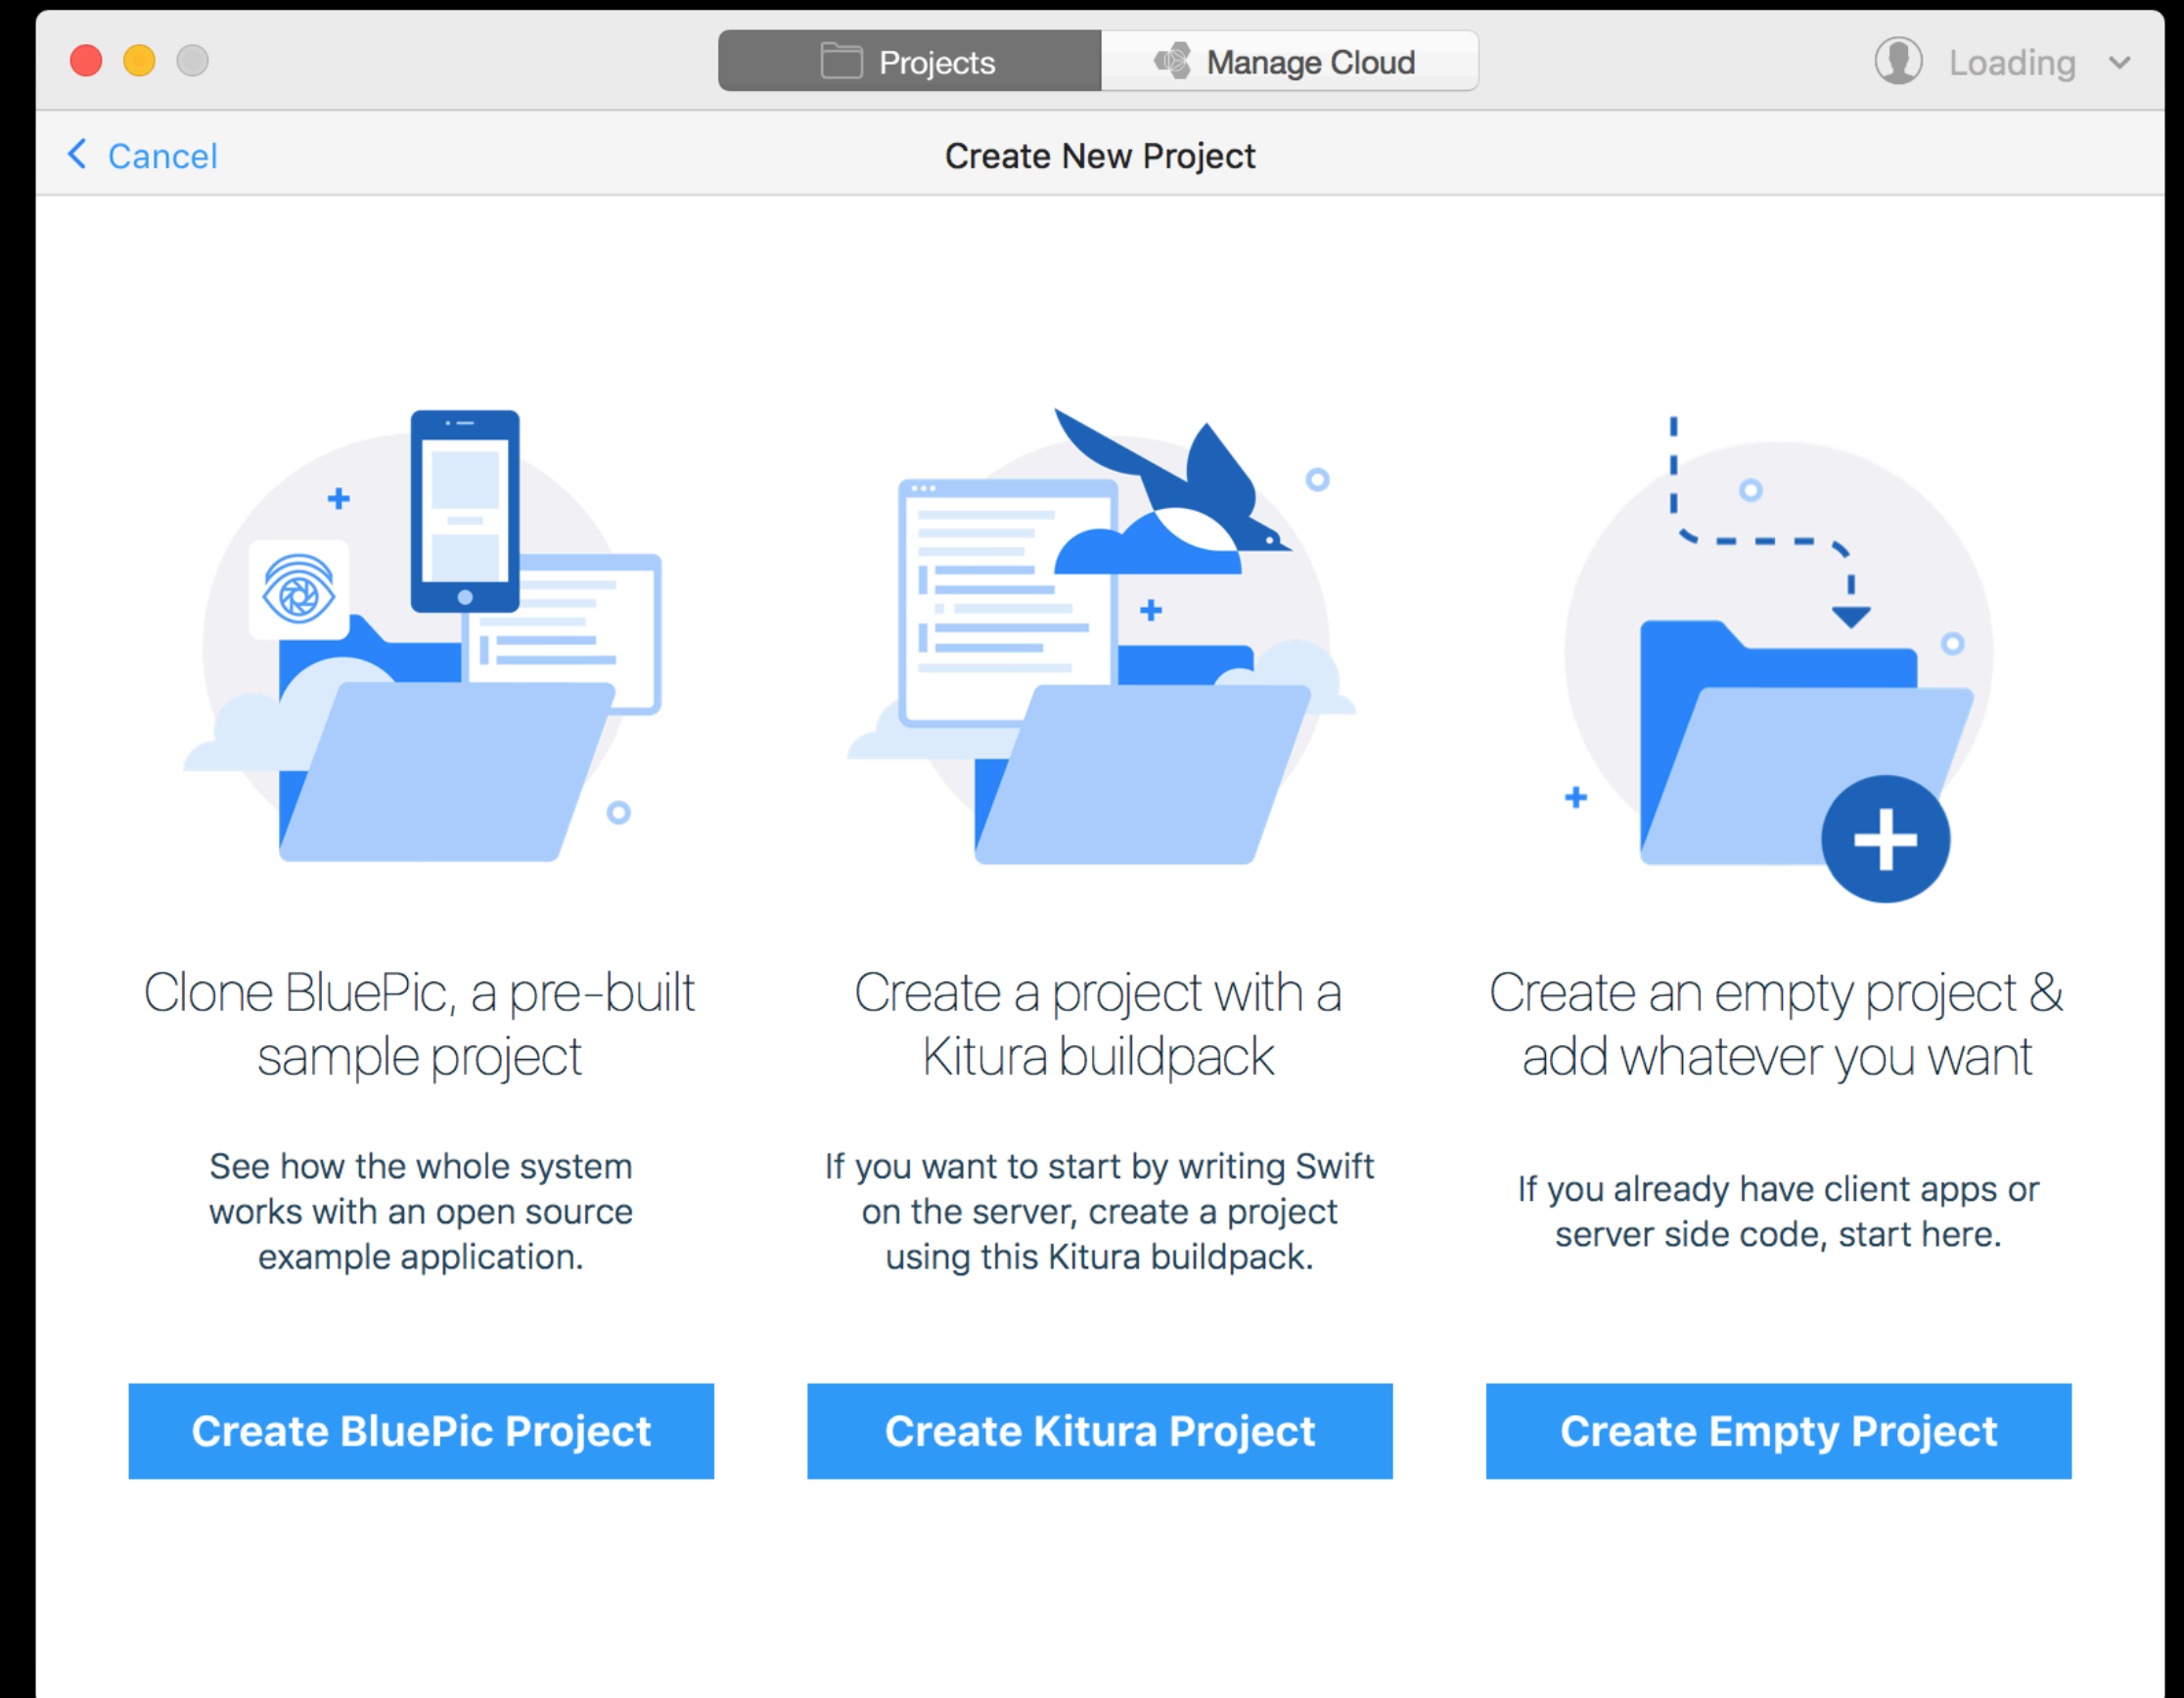 Projects
Manage Cloud
Loading
Cancel
Create New Project
Clone BluePic, a pre-built
sample project
See how the whole system
works with an open source
example application.
Create BluePic Project
Create a project with a
Kitura buildpack
If you want to start by writing Swift
on the server, create a project
using this Kitura buildpack.
Create Kitura Project
Create an empty project &
add whatever you want
If you already have client apps or
server side code, start here.
Create Empty Project